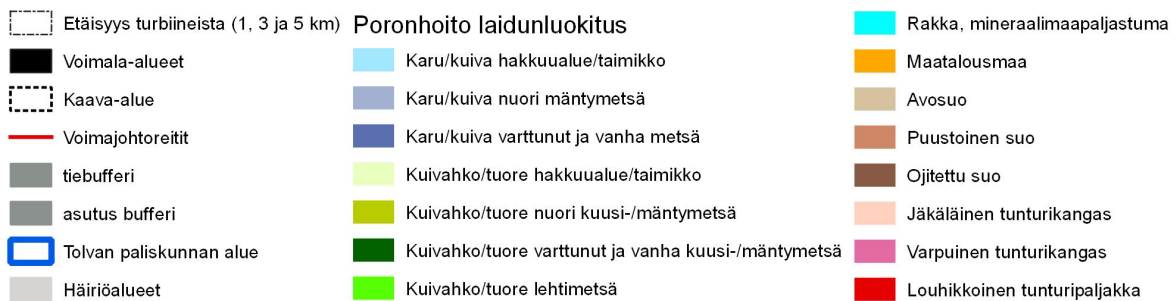 Etäisyys turbiineista (1, 3 ja 5 km)
Voimala-alueet
Kaava-alue
Voimajohtoreitit
tiebufferi
asutus bufferi
Tolvan paliskunnan alue
Häiriöalueet
Poronhoito laidunluokitus
Karu/kuiva hakkuualue/taimikko
Karu/kuiva nuori mäntymetsä
Karu/kuiva varttunut ja vanha metsä
Kuivahko/tuore hakkuualue/taimikko
Kuivahko/tuore nuori kuusi-/mäntymetsä
Kuivahko/tuore varttunut ja vanha kuusi-/mäntymetsä
Kuivahko/tuore lehtimetsä
Rakka, mineraalimaapaljastuma
Maatalousmaa
Avosuo
Puustoinen suo
Ojitettu suo
Jäkäläinen tunturikangas
Varpuinen tunturikangas
Louhikkoinen tunturipaljakka